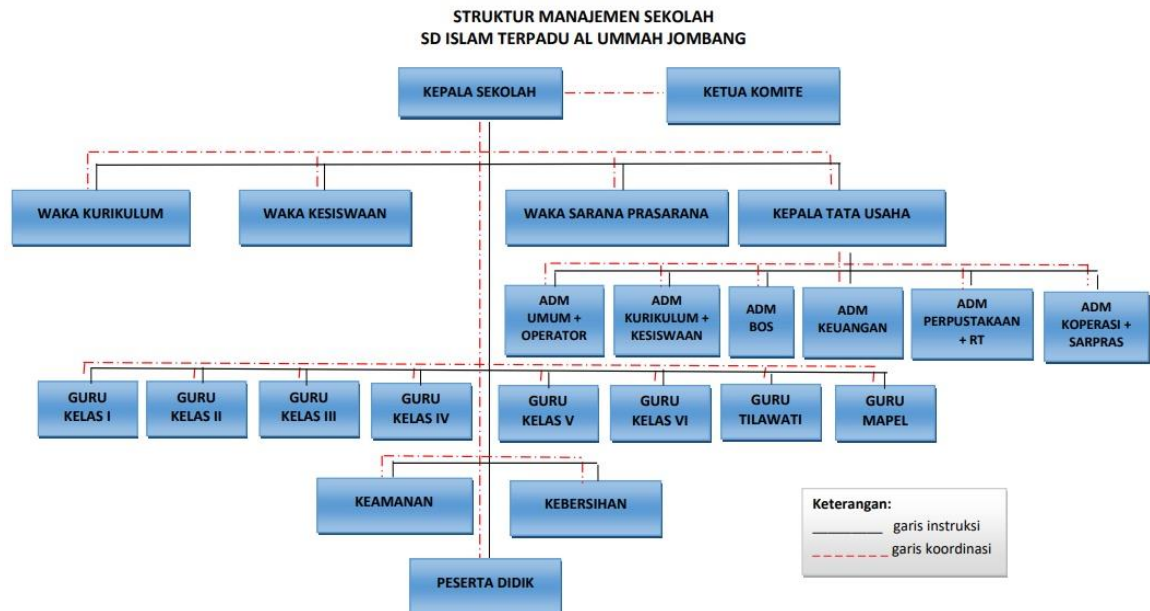 STRUKTUR MANAJEMEN SEKOLAH
SD ISLAM TERPADU AL UMMAH JOMBANG
KEPALA SEKOLAH
KETUA KOMITE
WAKA KURIKULUM
WAKA KESISWAAN
WAKA SARANA PRASARANA
KEPALA TATA USAHA
ADM
UMUM +
OPERATOR
ADM
KURIKULUM +
KESISWAAN
ADM
BOS
ADM
KEUANGAN
ADM
PERPUSTAKAAN
+ RT
ADM
KOPERASI +
SARPRAS
GURU
KELAS I
GURU
KELAS II
GURU
KELAS III
GURU
KELAS IV
GURU
KELAS V
GURU
KELAS VI
GURU
TILAWATI
GURU
MAPEL
KEAMANAN
KEBERSIHAN
Keterangan:
garis instruksi
garis koordinasi
PESERTA DIDIK